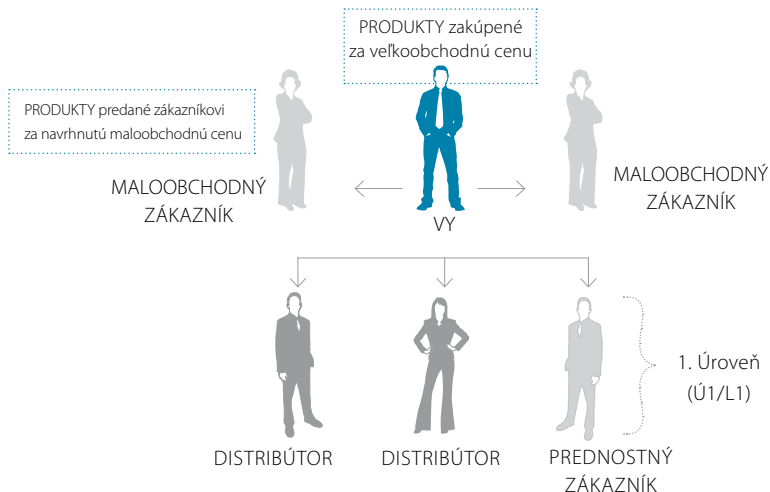 PRODUKTY zakúpené
za veľkoobchodnú cenu
PRODUKTY predané zákazníkovi
za navrhnutú maloobchodnú cenu
MALOOBCHODNÝ
ZÁKAZNÍK
VY
MALOOBCHODNÝ
ZÁKAZNÍK
1. Úroveň
(Ú1/L1)
DISTRIBÚTOR
DISTRIBÚTOR
PREDNOSTNÝ
ZÁKAZNÍK